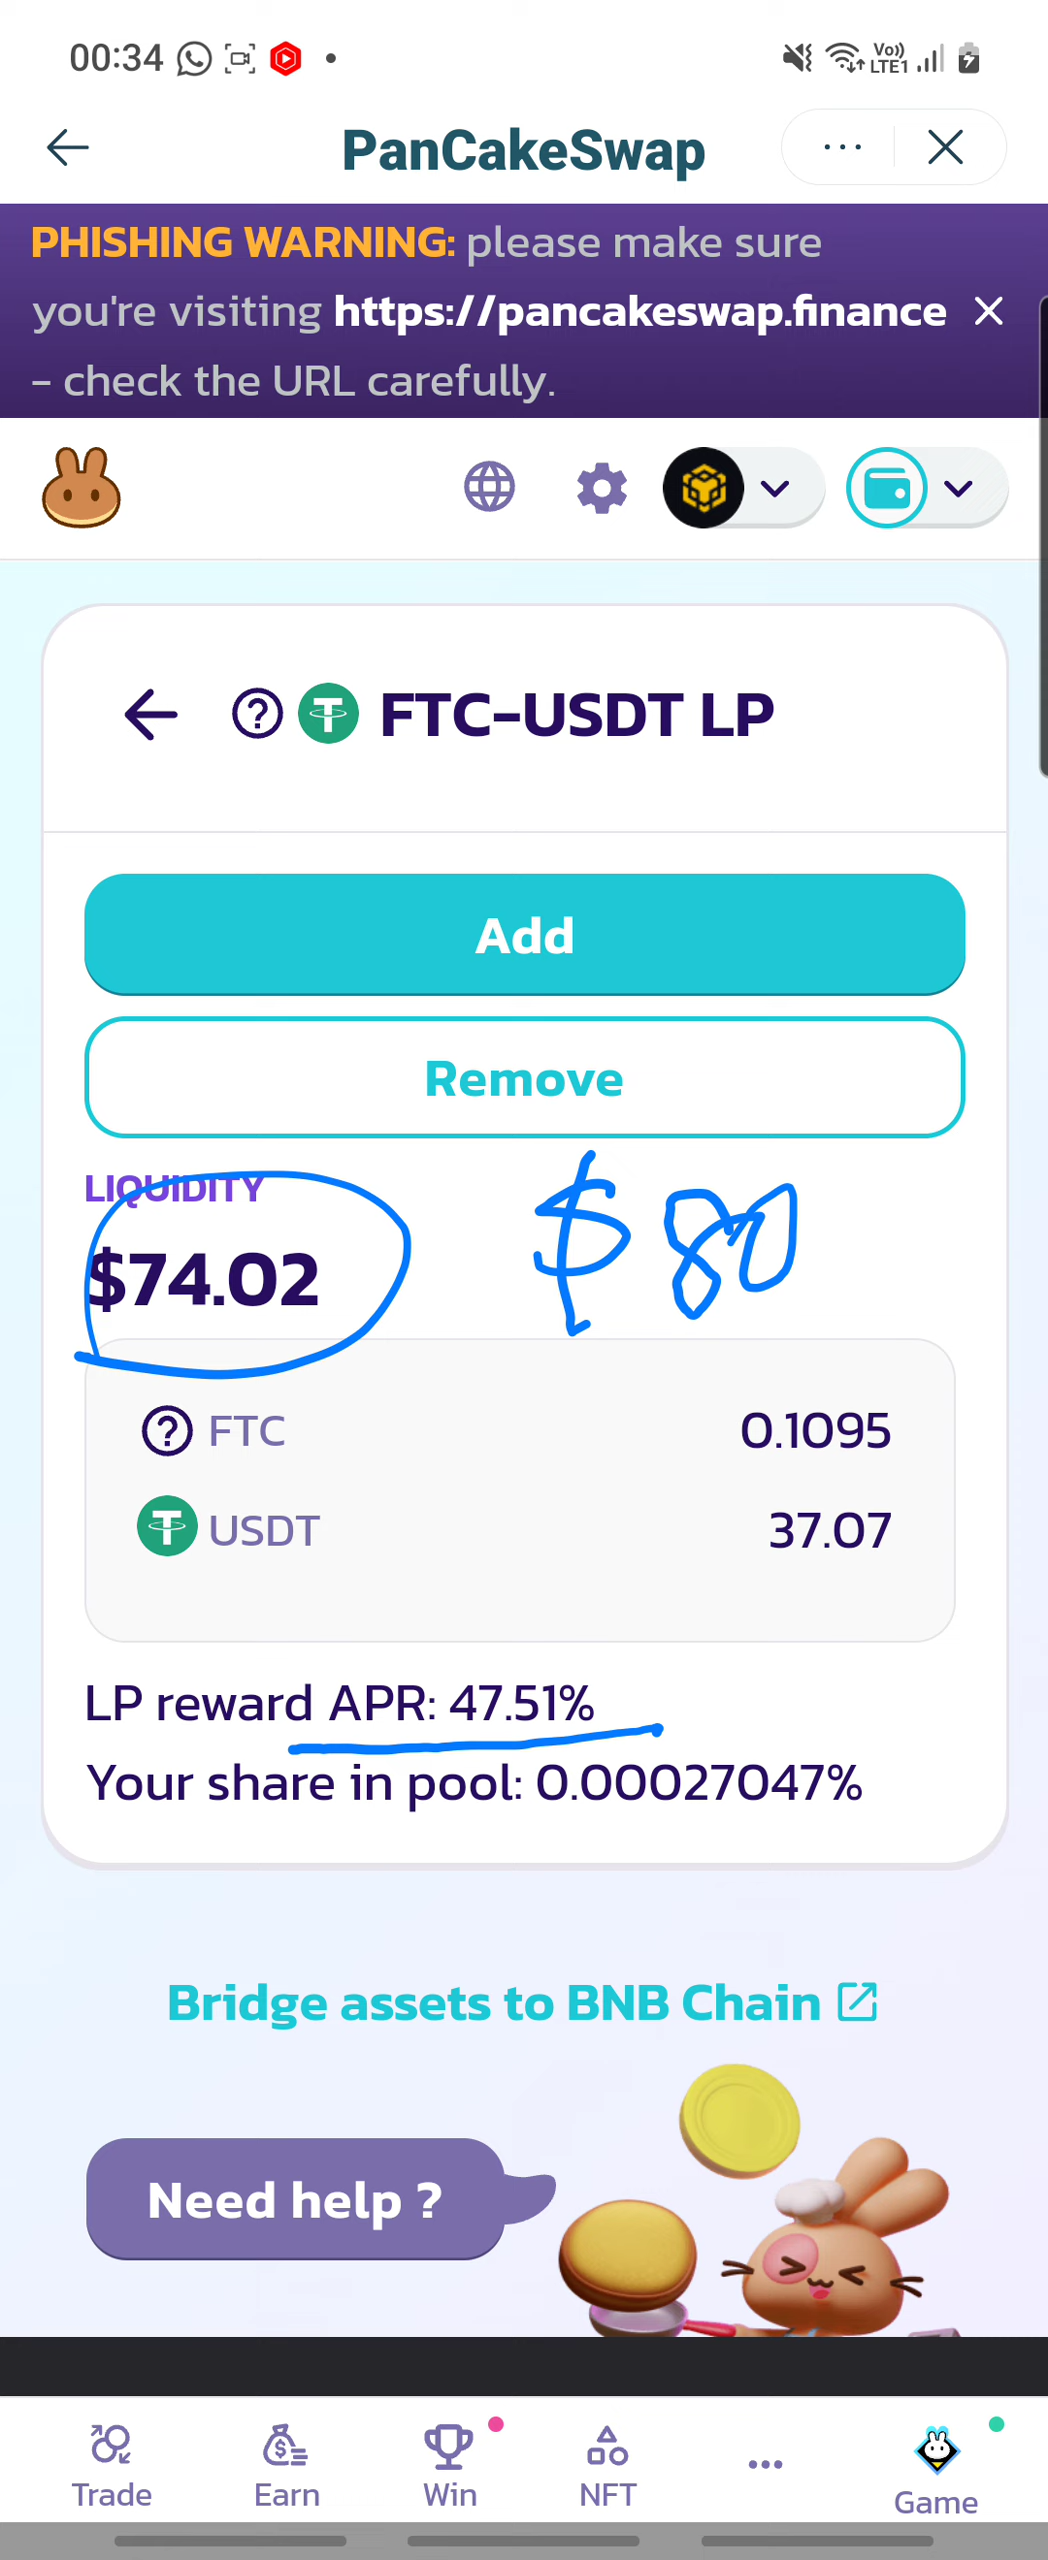 00:34
Vo))
LTE1
PanCakeSwap
PHISHING WARNING: please make sure
you're visiting https://pancakeswap.finance
- check the URL carefully.
FTC-USDT LP
Add
Remove
LIQUIDITY
$74.02
$80
FTC 0.1095
USDT 37.07
LP reward APR: 47.51%
Your share in pool: 0.00027047%
Bridge assets to BNB Chain
Need help ?
Trade Earn Win NFT Game